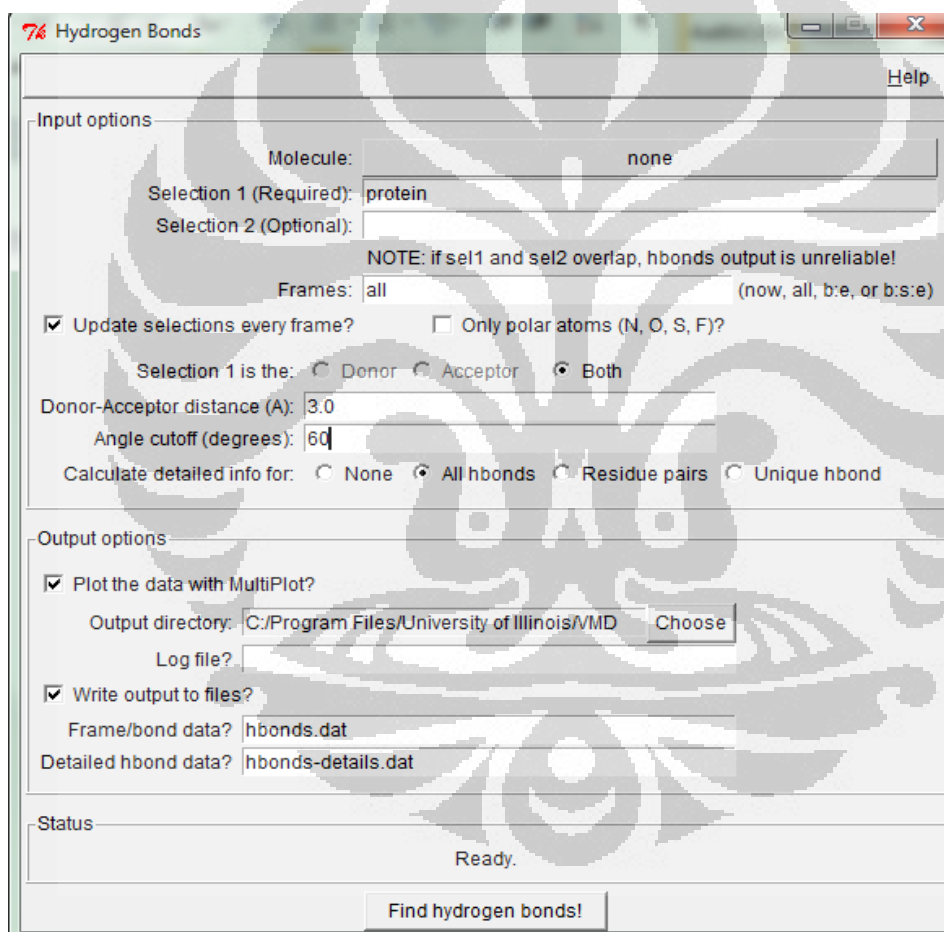 Hydrogen Bonds
Help
Input options
Molecule: none
Selection 1 (Required): protein
Selection 2 (Optional):
NOTE: if sel1 and sel2 overlap, hbonds output is unreliable!
Frames: all (now, all, b:e, or b:s:e)
Update selections every frame? Only polar atoms (N, O, S, F)?
Selection 1 is the: Donor Acceptor Both
Donor-Acceptor distance (A): 3.0
Angle cutoff (degrees): 60
Calculate detailed info for: None All hbonds Residue pairs Unique hbond
Output options
Plot the data with MultiPlot?
Output directory: C:/Program Files/University of Illinois/VMD Choose
Log file?
Write output to files?
Frame/bond data? hbonds.dat
Detailed hbond data? hbonds-details.dat
Status
Ready.
Find hydrogen bonds!